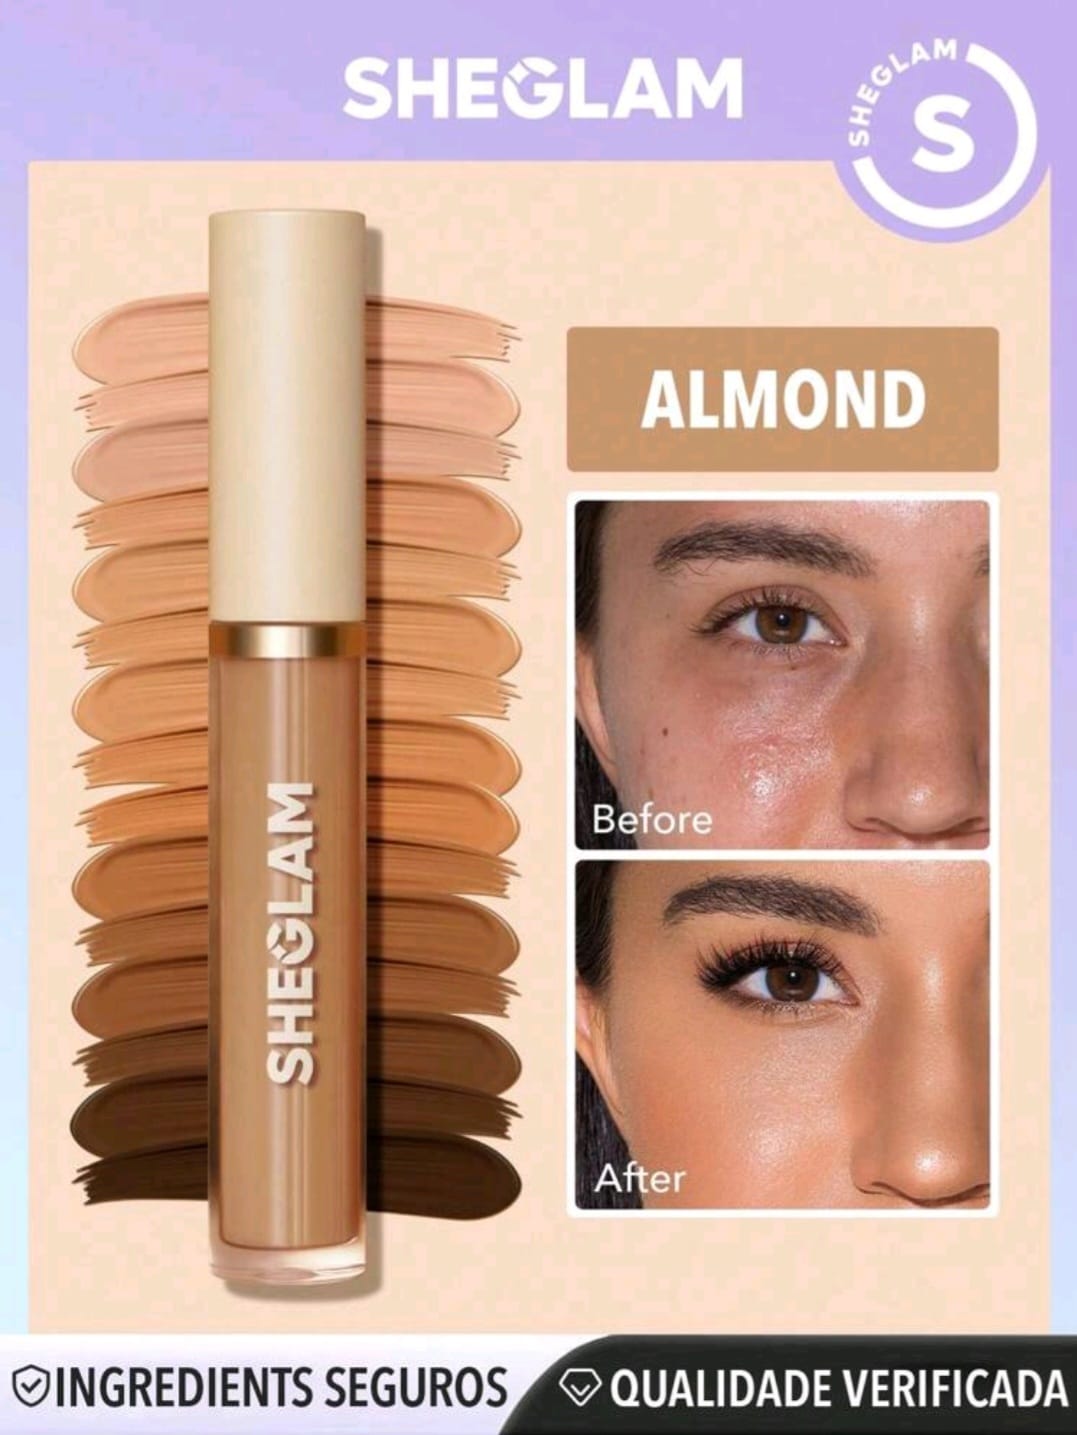 SHEGLAM
SHEGLAM
S
ALMOND
SHEGLAM
Before
After
INGREDIENTS SEGUROS
QUALIDADE VERIFICADA